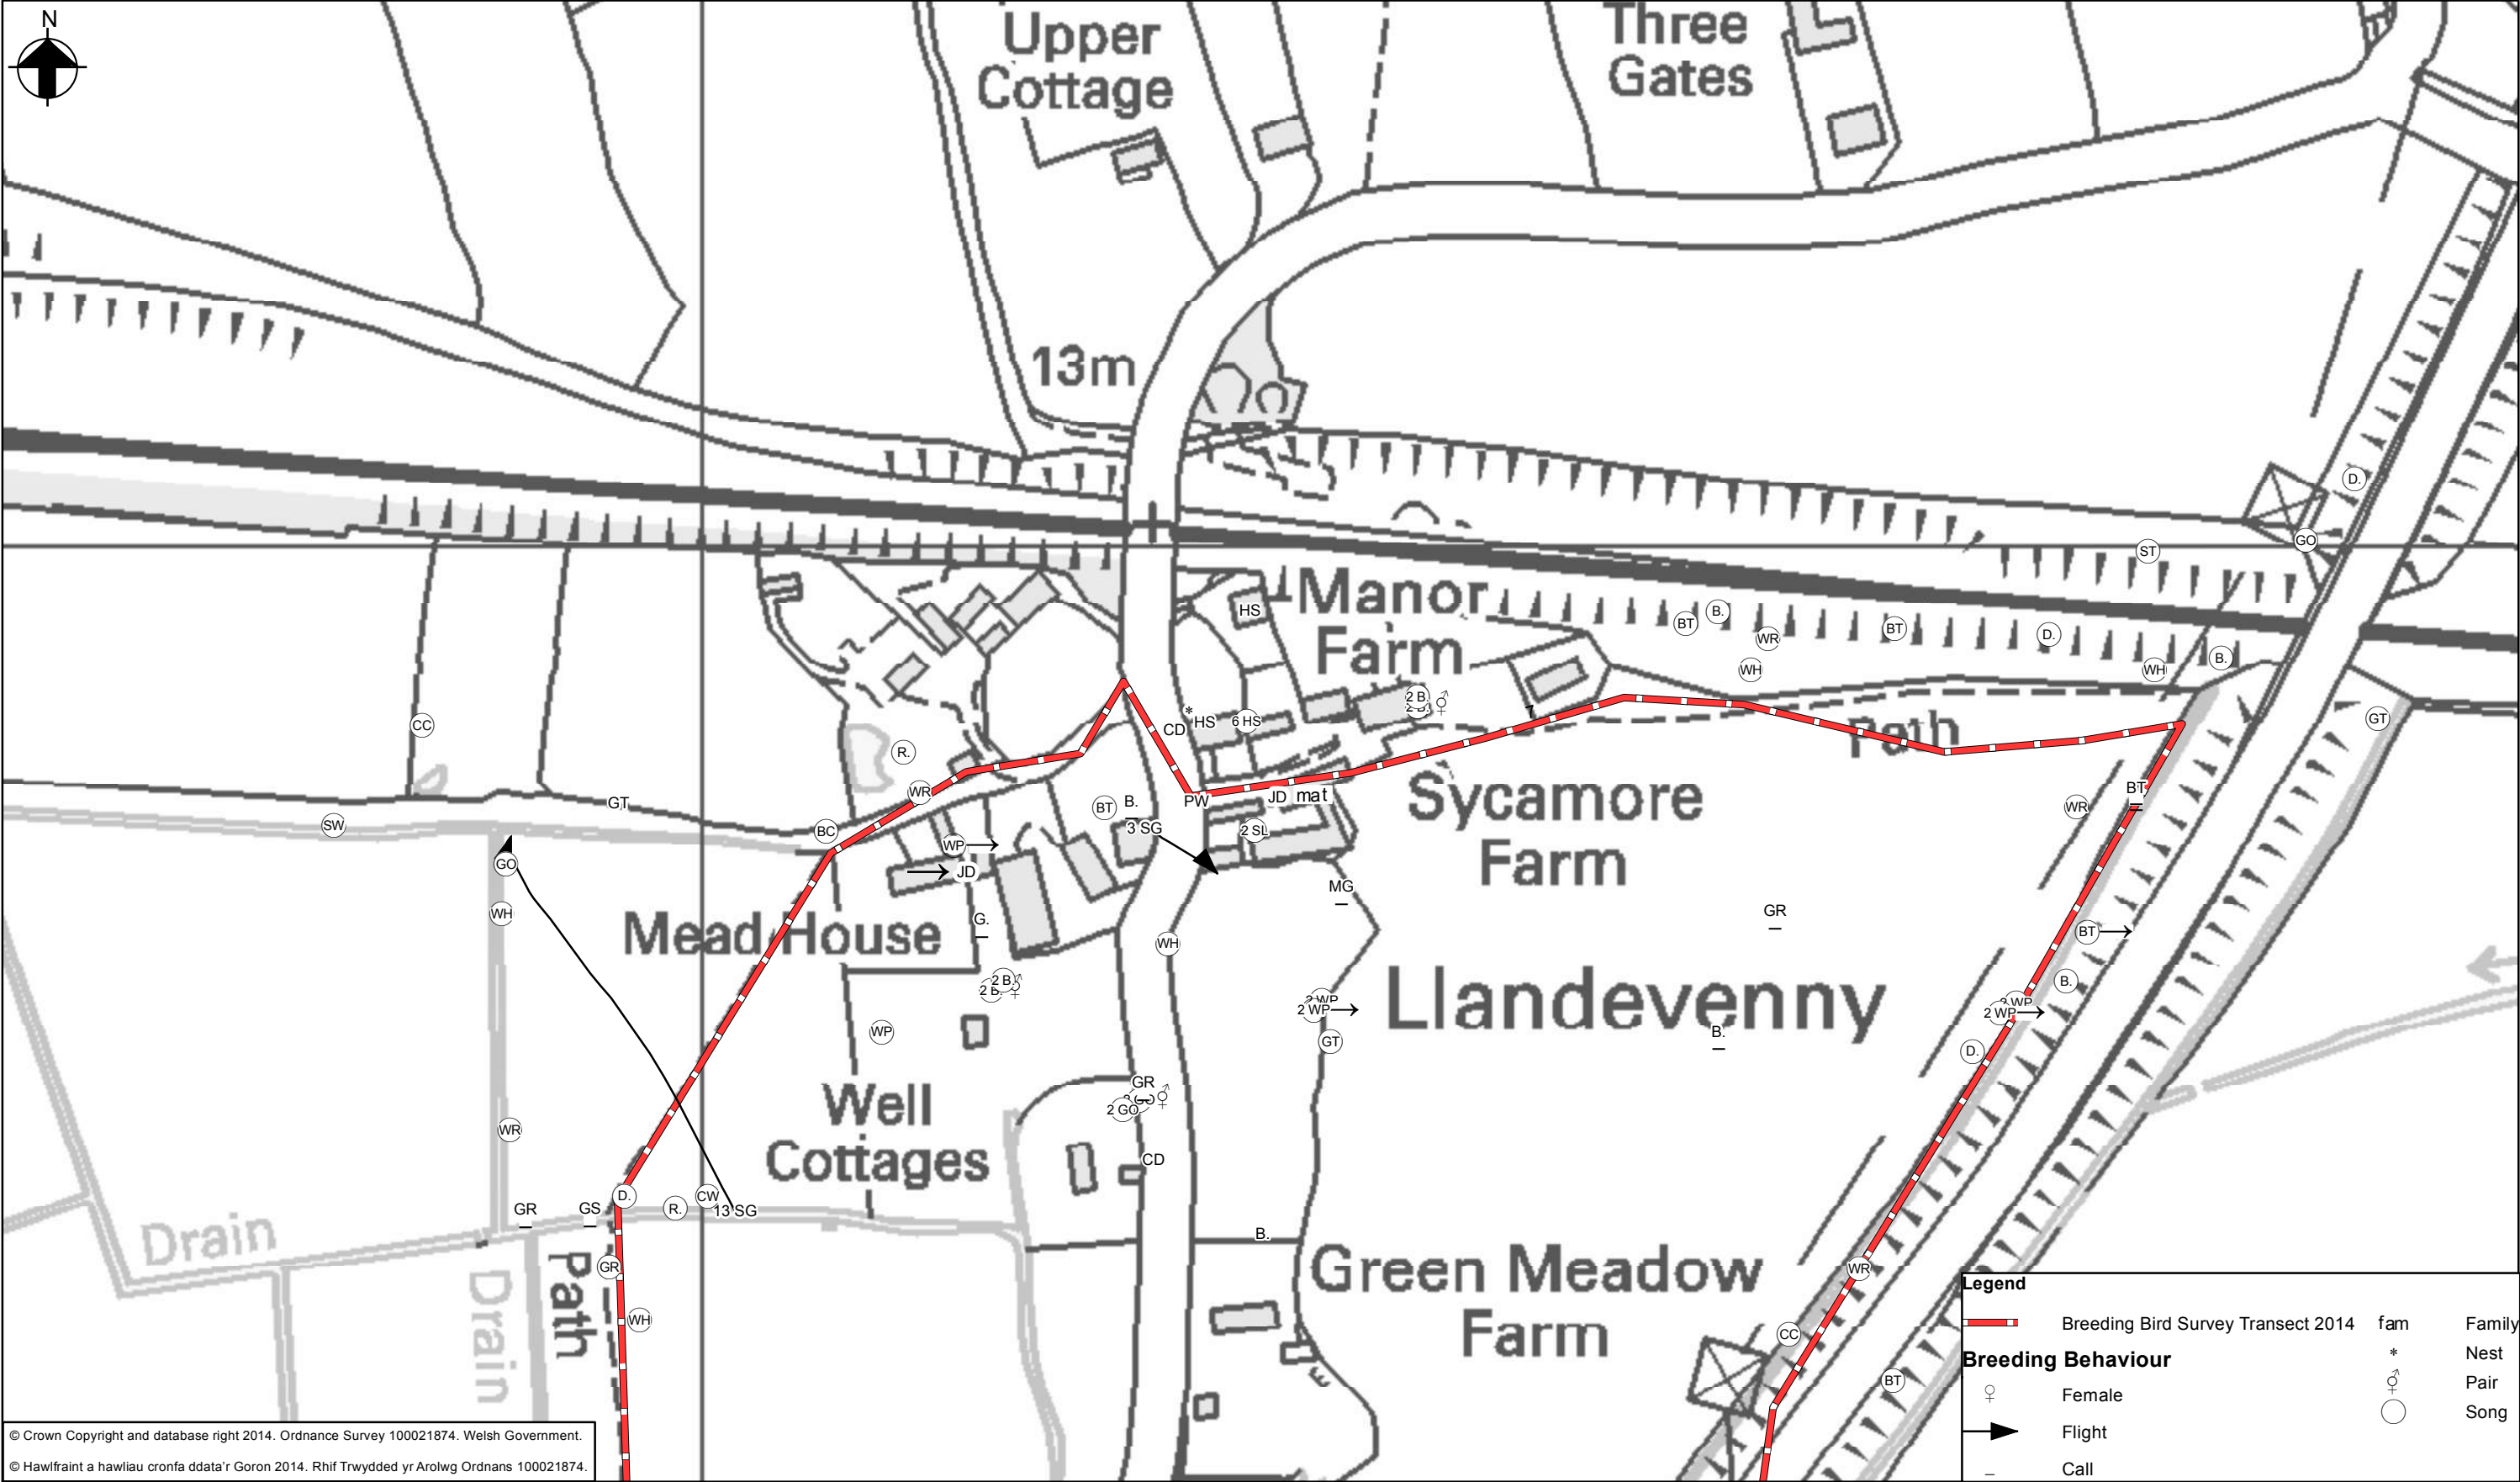 N
Upper
Cottage
Three
Gates
13m
D.
GO
ST
Manor
Farm
HS
BT
B.
WR
BT
D.
WH
WH
B.
CC
R.
CD
*
HS
6 HS
2 B.
Path
GT
GT
WR
SW
BC
BT
B.
3 SG
PW
JD
mat
2 SL
Sycamore
Farm
BT
WR
GO
WP
JD
MG
GR
WH
G.
Mead House
WH
BT
2 B.
2 B.
WP
2 WP
GT
Llandevenny
B.
B.
2 WP
D.
Well
Cottages
GR
2 GO
WR
CD
D.
R.
CW
13 SG
GR
GS
Drain
GR
Path
Drain
WH
B.
Green Meadow
Farm
WR
CC
BT
Legend
Breeding Bird Survey Transect 2014
fam
Family
Breeding Behaviour
*
Nest
♀
Female
Pair
Flight
Song
Call
© Crown Copyright and database right 2014. Ordnance Survey 100021874. Welsh Government.
© Hawlfraint a hawliau cronfa ddata'r Goron 2014. Rhif Trwydded yr Arolwg Ordnans 100021874.